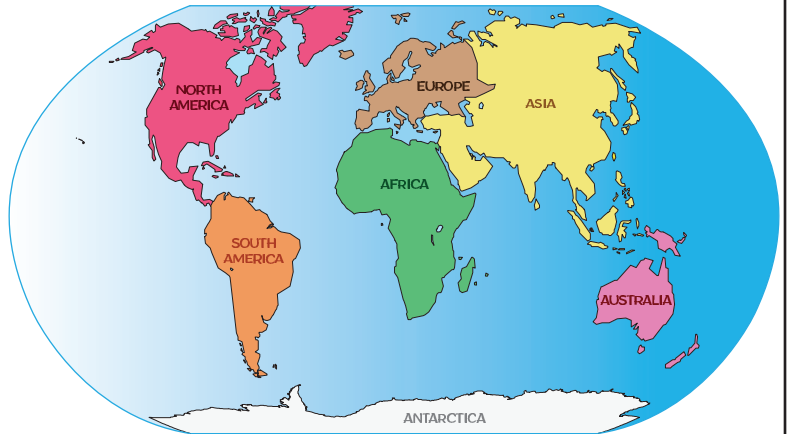 NORTH
AMERICA
EUROPE
ASIA
AFRICA
SOUTH
AMERICA
AUSTRALIA
ANTARCTICA